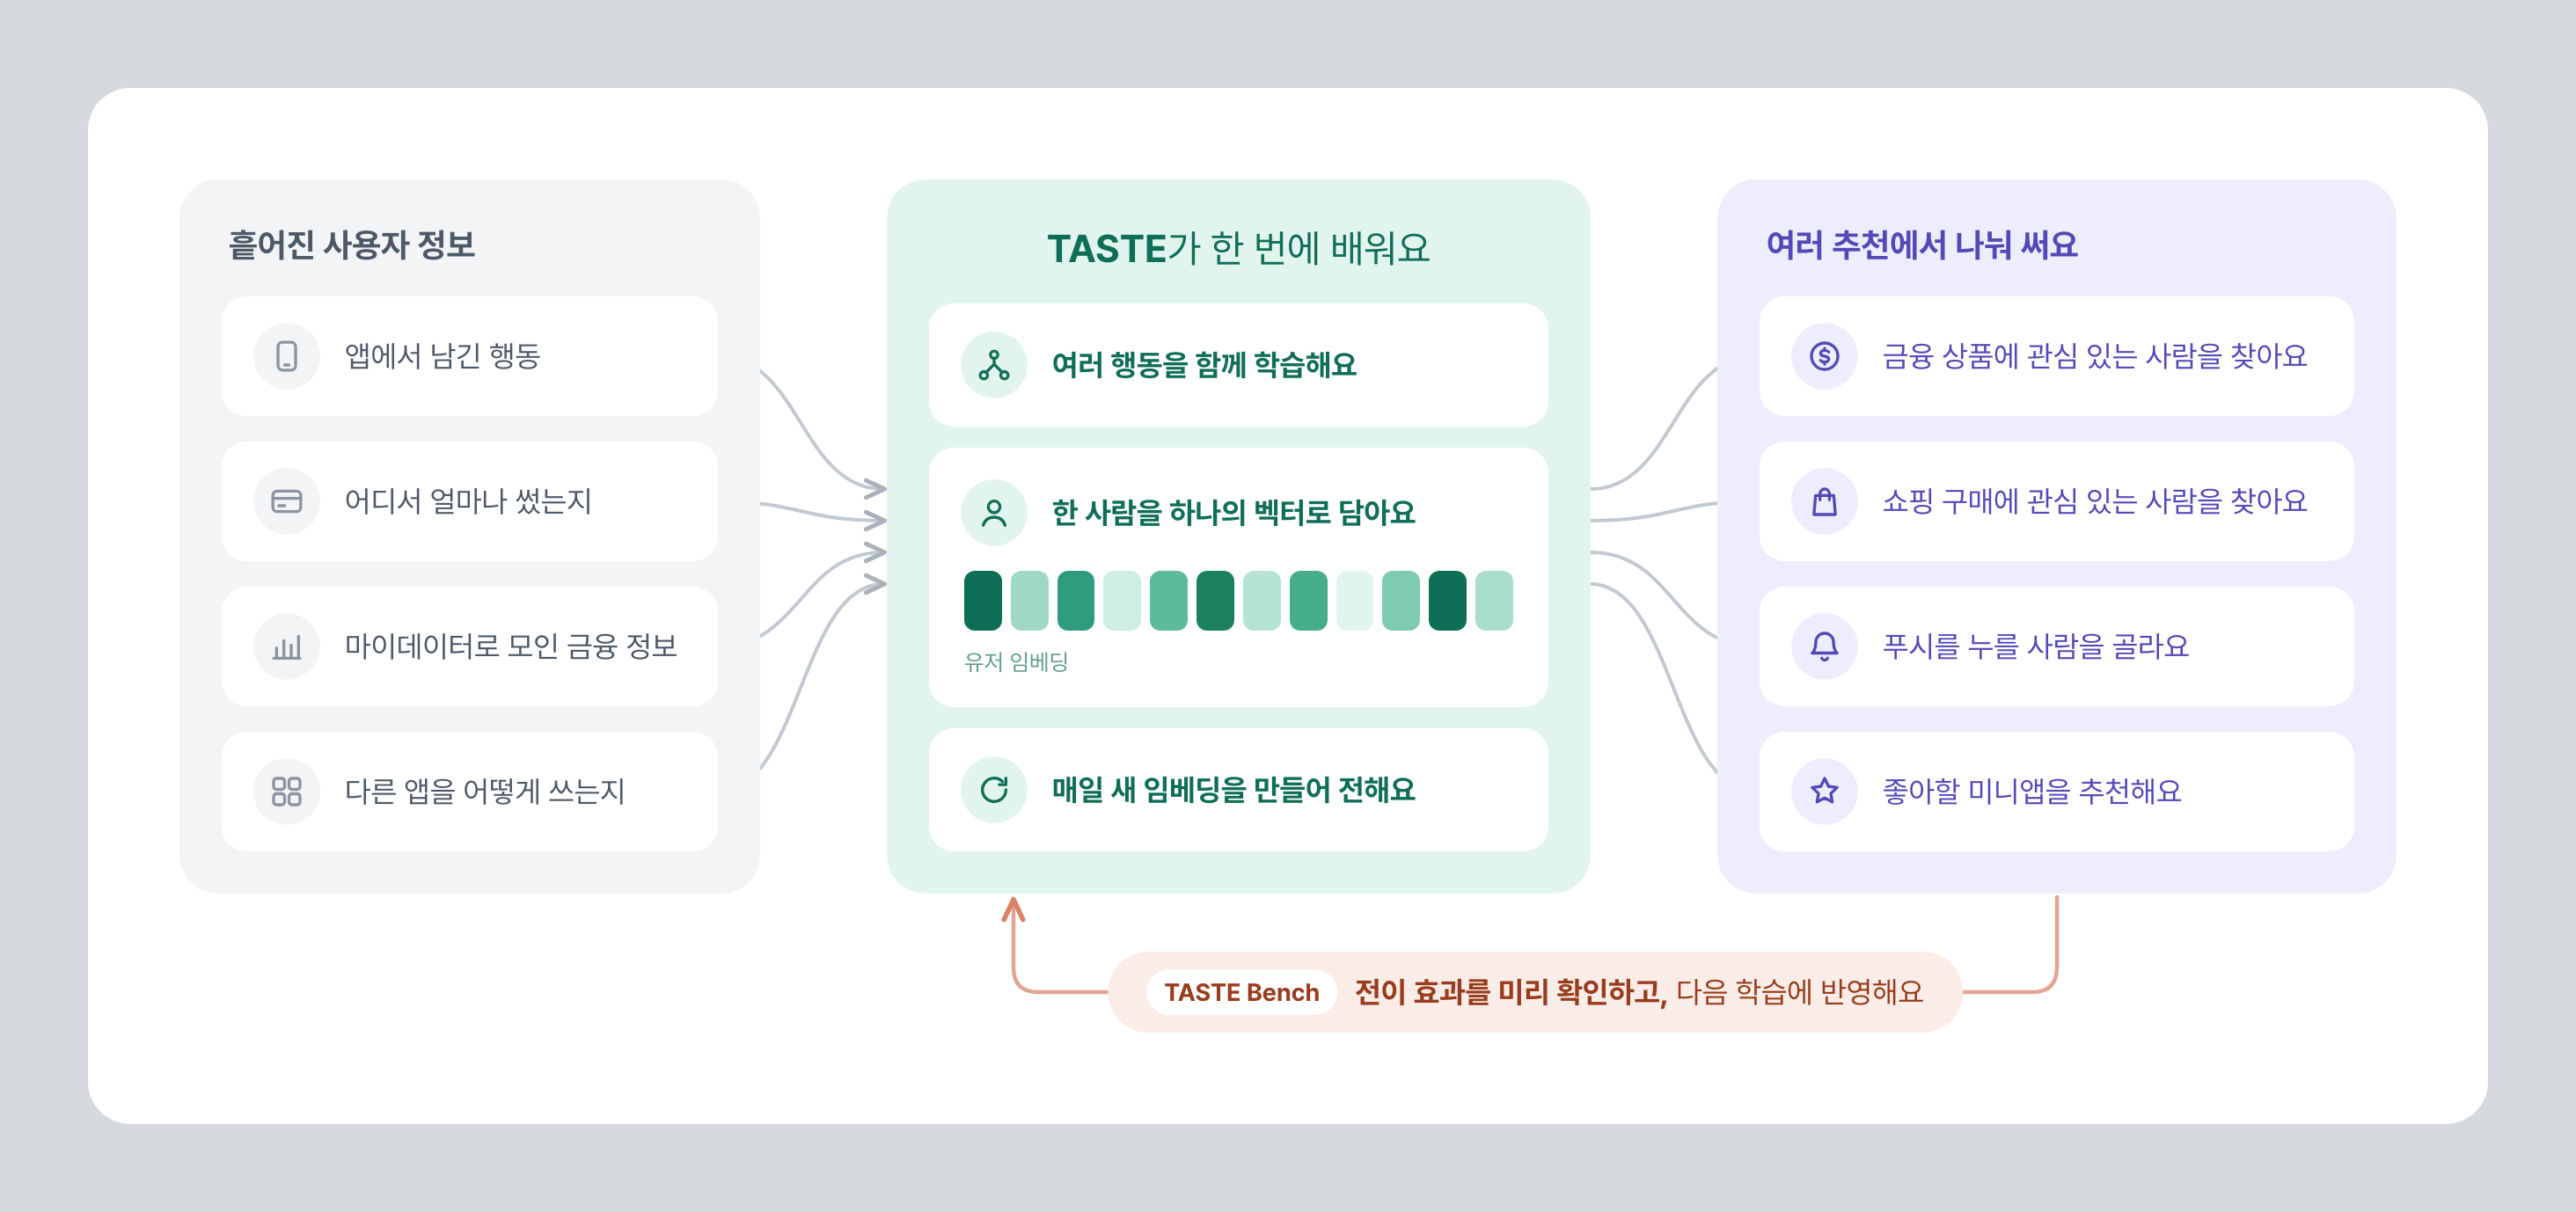 흩어진 사용자 정보
앱에서 남긴 행동
어디서 얼마나 썼는지
마이데이터로 모인 금융 정보
다른 앱을 어떻게 쓰는지
TASTE가 한 번에 배워요
여러 행동을 함께 학습해요
한 사람을 하나의 벡터로 담아요
유저 임베딩
매일 새 임베딩을 만들어 전해요
여러 추천에서 나눠 써요
금융 상품에 관심 있는 사람을 찾아요
쇼핑 구매에 관심 있는 사람을 찾아요
푸시를 누를 사람을 골라요
좋아할 미니앱을 추천해요
TASTE Bench 전이 효과를 미리 확인하고, 다음 학습에 반영해요